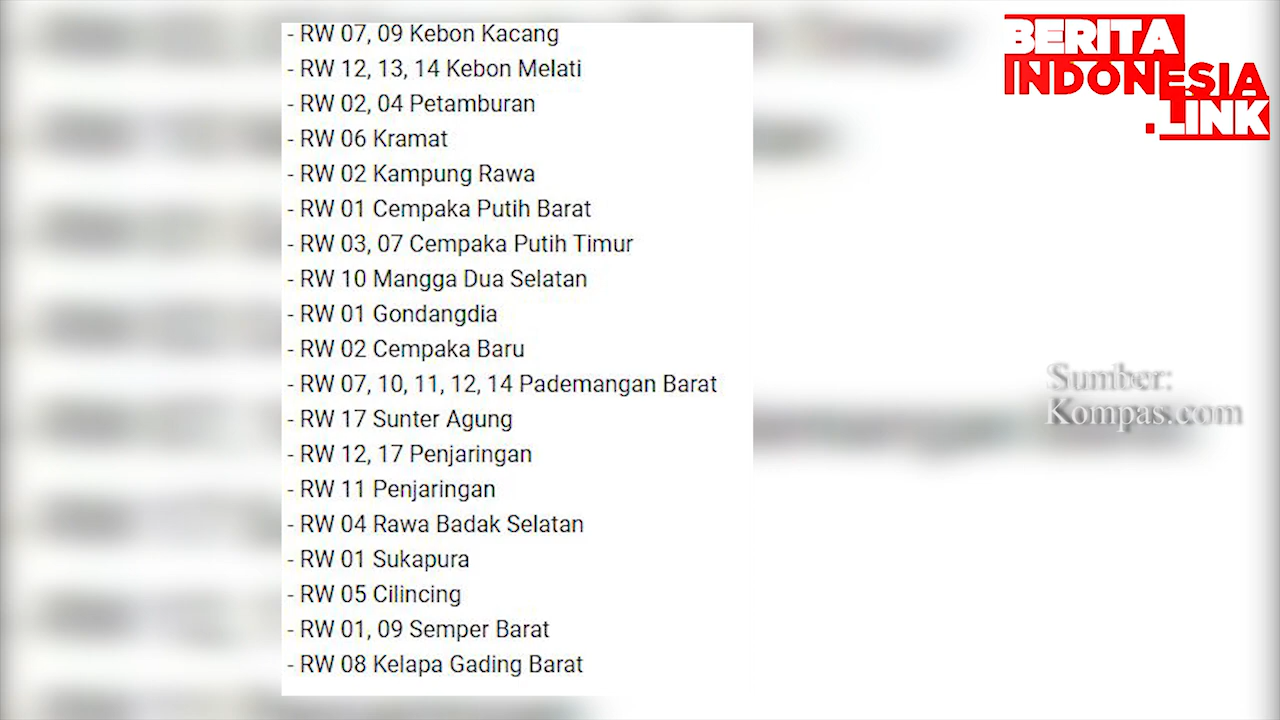 - RW 07, 09 Kebon Kacang
- RW 12, 13, 14 Kebon Melati
- RW 02, 04 Petamburan
- RW 06 Kramat
- RW 02 Kampung Rawa
- RW 01 Cempaka Putih Barat
- RW 03, 07 Cempaka Putih Timur
- RW 10 Mangga Dua Selatan
- RW 01 Gondangdia
- RW 02 Cempaka Baru
- RW 07, 10, 11, 12, 14 Pademangan Barat
- RW 17 Sunter Agung
- RW 12, 17 Penjaringan
- RW 11 Penjaringan
- RW 04 Rawa Badak Selatan
- RW 01 Sukapura
- RW 05 Cilincing
- RW 01, 09 Semper Barat
- RW 08 Kelapa Gading Barat
BERITA
INDONESIA
.LINK
Sumber:
Kompas.com